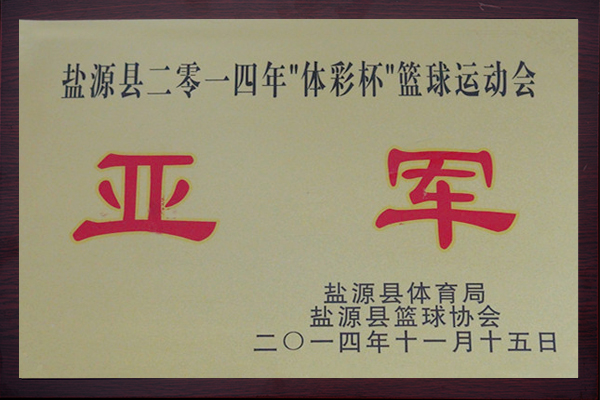 盐源县二零一四年"体彩杯"篮球运动会
亚军
盐源县体育局
盐源县篮球协会
二〇一四年十一月十五日